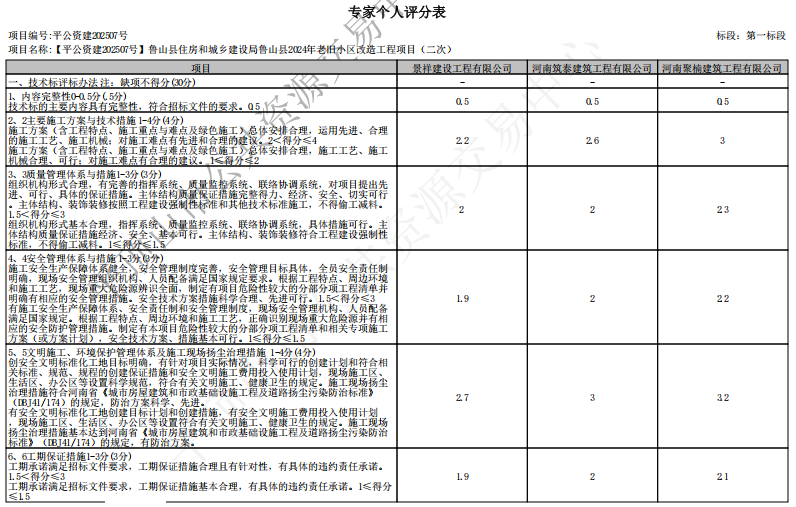 专家个人评分表
项目编号:平公资建202507号
标段: 第一标段
项目名称:【平公资建202507号】鲁山县住房和城乡建设局鲁山县2024年老旧小区改造工程项目（二次）
项目 景祥建设工程有限公司 河南筑泰建筑工程有限公司 河南聚楠建筑工程有限公司
一、技术标评标办法 注: 缺项不得分(30分) - - -
1、内容完整性0-0.5分(.5分)
技术标的主要内容具有完整性，符合招标文件的要求。0.5
0.5 0.5 0.5
2、2主要施工方案与技术措施 1-4分(4分)
施工方案（含工程特点、施工重点与难点及绿色施工）总体安排合理，运用先进、合理
的施工工艺、施工机械；对施工难点有先进和合理的建议。2<得分≤4
施工方案（含工程特点、施工重点与难点及绿色施工）总体安排合理，施工工艺、施工
机械合理、可行；对施工难点有合理的建议。1≤得分≤2
2.2 2.6 3
3、3质量管理体系与措施1-3分(3分)
组织机构形式合理，有完善的指挥系统、质量监控系统、联络协调系统，对项目提出先
进、可行、具体的保证措施。主体结构质量保证措施完整得力、经济、安全、切实可行
。主体结构、装饰装修按照工程建设强制性标准和其他技术标准施工，不得偷工减料。
1.5<得分≤3
组织机构形式基本合理，指挥系统、质量监控系统、联络协调系统，具体措施可行。主
体结构质量保证措施经济、安全、基本可行。主体结构、装饰装修符合工程建设强制性
标准，不得偷工减料。1≤得分≤1.5
2 2 2.3
4、4安全管理体系与措施1-3分(3分)
施工安全生产保障体系健全，安全管理制度完善，安全管理目标具体，全员安全责任制
明确，现场安全管理组织机构、人员配备满足国家规定要求。根据工程特点、周边环境
和施工工艺，现场重大危险源辨识全面，制定有项目危险性较大的分部分项工程清单并
明确有相应的安全管理措施。安全技术方案措施科学合理、先进可行。1.5<得分≤3
有施工安全生产保障体系、安全责任制和安全管理制度，现场安全管理机构、人员配备
满足国家规定。根据工程特点、周边环境和施工工艺，正确识别现场重大危险源并有相
应的安全防护管理措施。制定有本项目危险性较大的分部分项工程清单和相关专项施工
方案（或方案计划），安全技术方案、措施基本可行。1≤得分≤1.5
1.9 2 2.2
5、5文明施工、环境保护管理体系及施工现场扬尘治理措施 1-4分(4分)
创安全文明标准化工地目标明确，有针对项目实际情况，科学可行的创建计划和符合相
关标准、规范、规程的创建保证措施和安全文明施工费用投入使用计划，现场施工区、
生活区、办公区等设置科学规范，符合有关文明施工、健康卫生的规定。施工现场扬尘
治理措施符合河南省《城市房屋建筑和市政基础设施工程及道路扬尘污染防治标准》
（DBJ41/174）的规定，防治方案科学、先进。
有安全文明标准化工地创建目标计划和创建措施，有安全文明施工费用投入使用计划
，现场施工区、生活区、办公区等设置符合有关文明施工、健康卫生的规定。施工现场
扬尘治理措施基本达到河南省《城市房屋建筑和市政基础设施工程及道路扬尘污染防治
标准》（DBJ41/174）的规定，有防治方案。
2.7 3 3.2
6、6工期保证措施1-3分(3分)
工期承诺满足招标文件要求，工期保证措施合理且有针对性，有具体的违约责任承诺。
1.5<得分≤3
工期承诺满足招标文件要求，工期保证措施基本合理，有具体的违约责任承诺。1≤得分
≤1.5
1.9 2 2.1